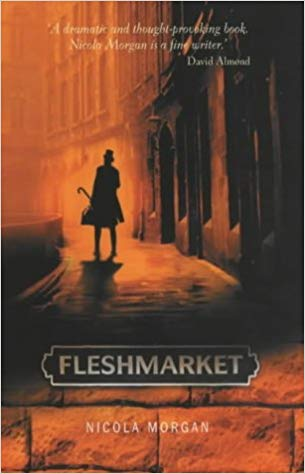 'A dramatic and thought-provoking book.
Nicola Morgan is a fine writer.'
David Almond
FLESHMARKET
NICOLA MORGAN